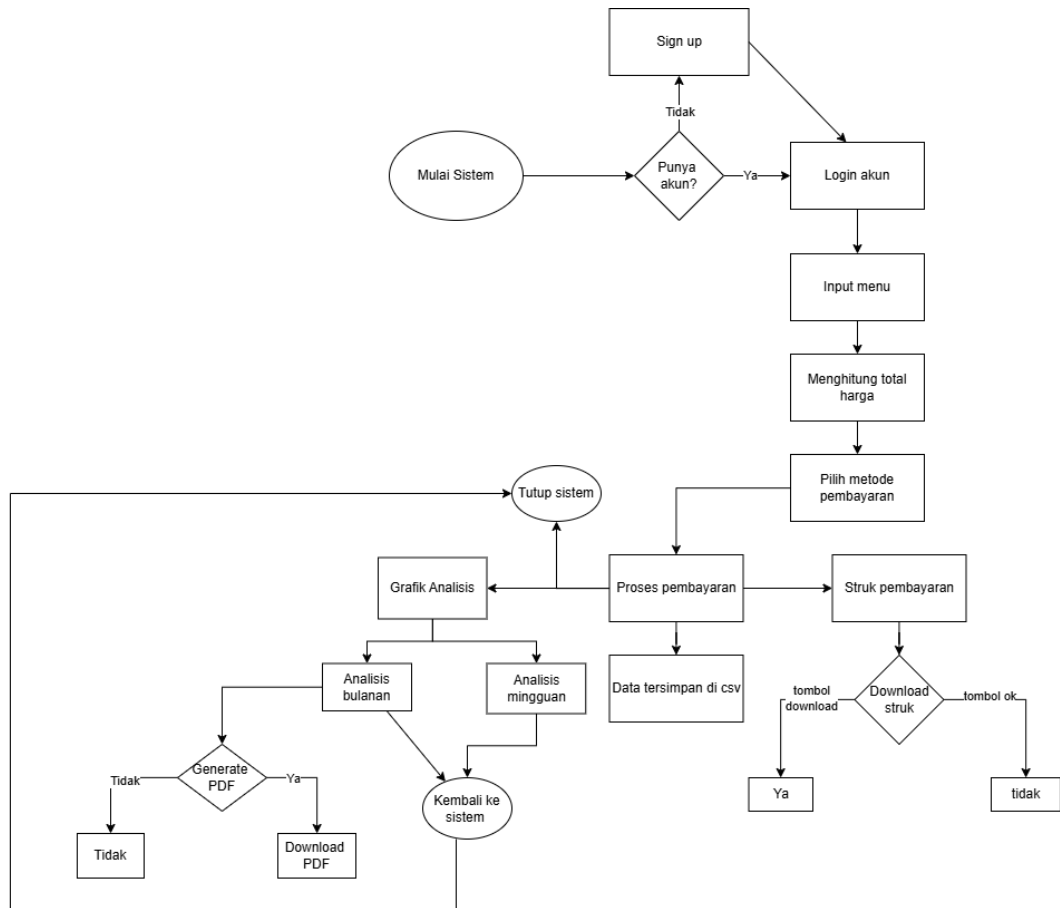 Sign up
Tidak
Mulai Sistem
Punya
akun?
Ya
Login akun
Input menu
Menghitung total
harga
Pilih metode
pembayaran
Tutup sistem
Grafik Analisis
Proses pembayaran
Struk pembayaran
Analisis
bulanan
Analisis
mingguan
Data tersimpan di csv
tombol
download
Download
struk
tombol ok
Tidak
Generate
PDF
Ya
Kembali ke
sistem
Ya
tidak
Tidak
Download
PDF